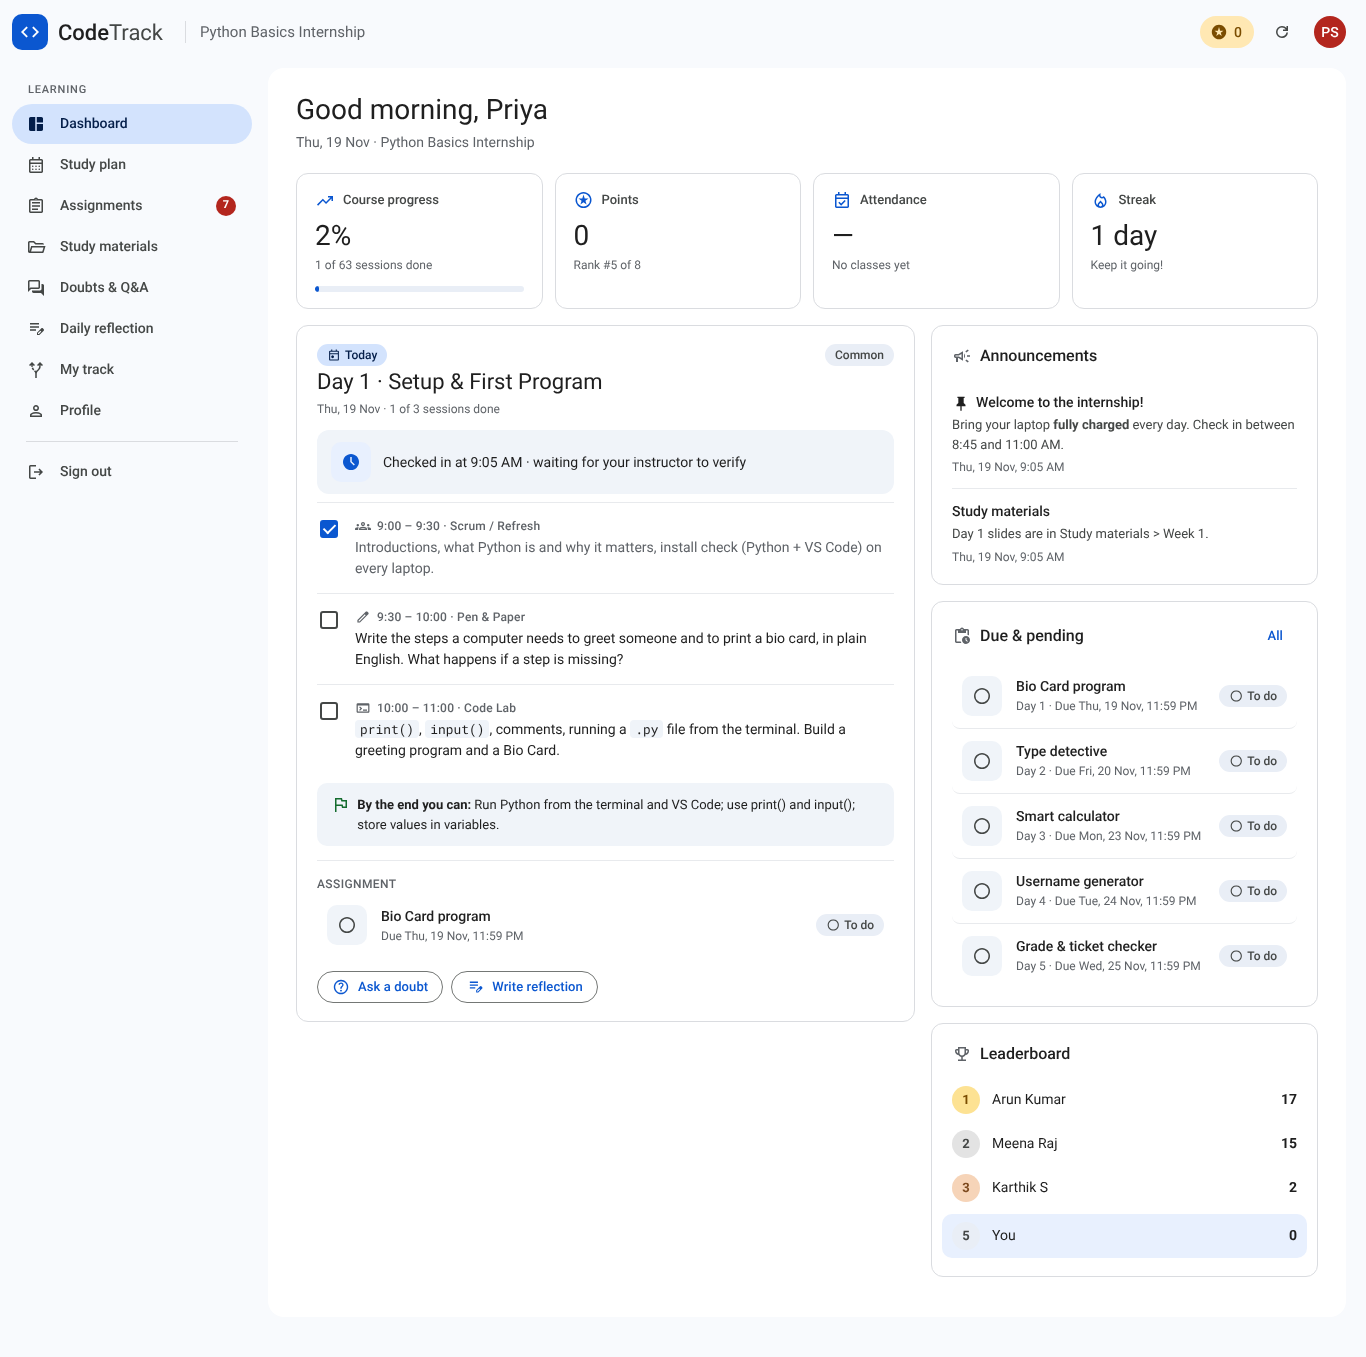 CodeTrack
Python Basics Internship
0
PS
LEARNING
Dashboard
Study plan
Assignments
7
Study materials
Doubts & Q&A
Daily reflection
My track
Profile
Sign out
Good morning, Priya
Thu, 19 Nov · Python Basics Internship
Course progress
2%
1 of 63 sessions done
Points
0
Rank #5 of 8
Attendance
—
No classes yet
Streak
1 day
Keep it going!
Today
Common
Day 1 · Setup & First Program
Thu, 19 Nov · 1 of 3 sessions done
Checked in at 9:05 AM · waiting for your instructor to verify
9:00 – 9:30 · Scrum / Refresh
Introductions, what Python is and why it matters, install check (Python + VS Code) on
every laptop.
9:30 – 10:00 · Pen & Paper
Write the steps a computer needs to greet someone and to print a bio card, in plain
English. What happens if a step is missing?
10:00 – 11:00 · Code Lab
print(), input(), comments, running a .py file from the terminal. Build a
greeting program and a Bio Card.
By the end you can: Run Python from the terminal and VS Code; use print() and input();
store values in variables.
ASSIGNMENT
Bio Card program
Due Thu, 19 Nov, 11:59 PM
To do
Ask a doubt
Write reflection
Announcements
Welcome to the internship!
Bring your laptop fully charged every day. Check in between
8:45 and 11:00 AM.
Thu, 19 Nov, 9:05 AM
Study materials
Day 1 slides are in Study materials > Week 1.
Thu, 19 Nov, 9:05 AM
Due & pending
All
Bio Card program
Day 1 · Due Thu, 19 Nov, 11:59 PM
To do
Type detective
Day 2 · Due Fri, 20 Nov, 11:59 PM
To do
Smart calculator
Day 3 · Due Mon, 23 Nov, 11:59 PM
To do
Username generator
Day 4 · Due Tue, 24 Nov, 11:59 PM
To do
Grade & ticket checker
Day 5 · Due Wed, 25 Nov, 11:59 PM
To do
Leaderboard
1 Arun Kumar 17
2 Meena Raj 15
3 Karthik S 2
5 You 0